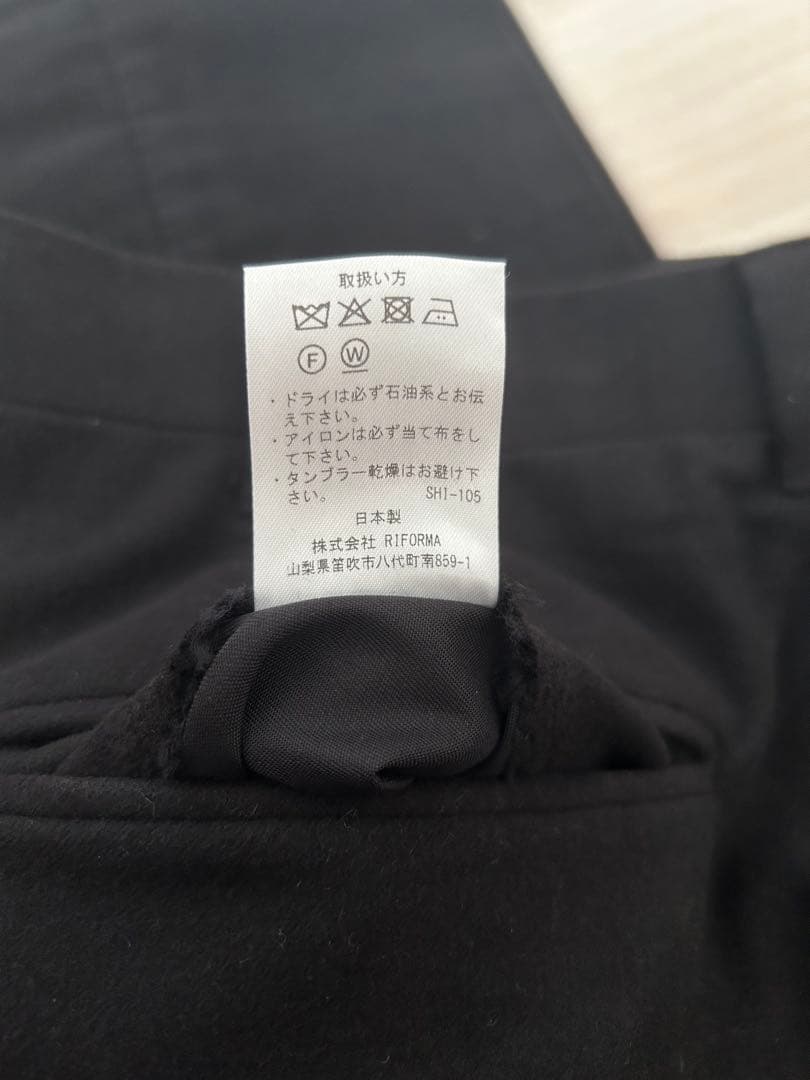 取扱い方
F W
・ドライは必ず石油系とお伝
え下さい。
・アイロンは必ず当て布をし
て下さい。
・タンブラー乾燥はお避け下
さい。 SHI-105
日本製
株式会社 RIFORMA
山梨県笛吹市八代町南859-1